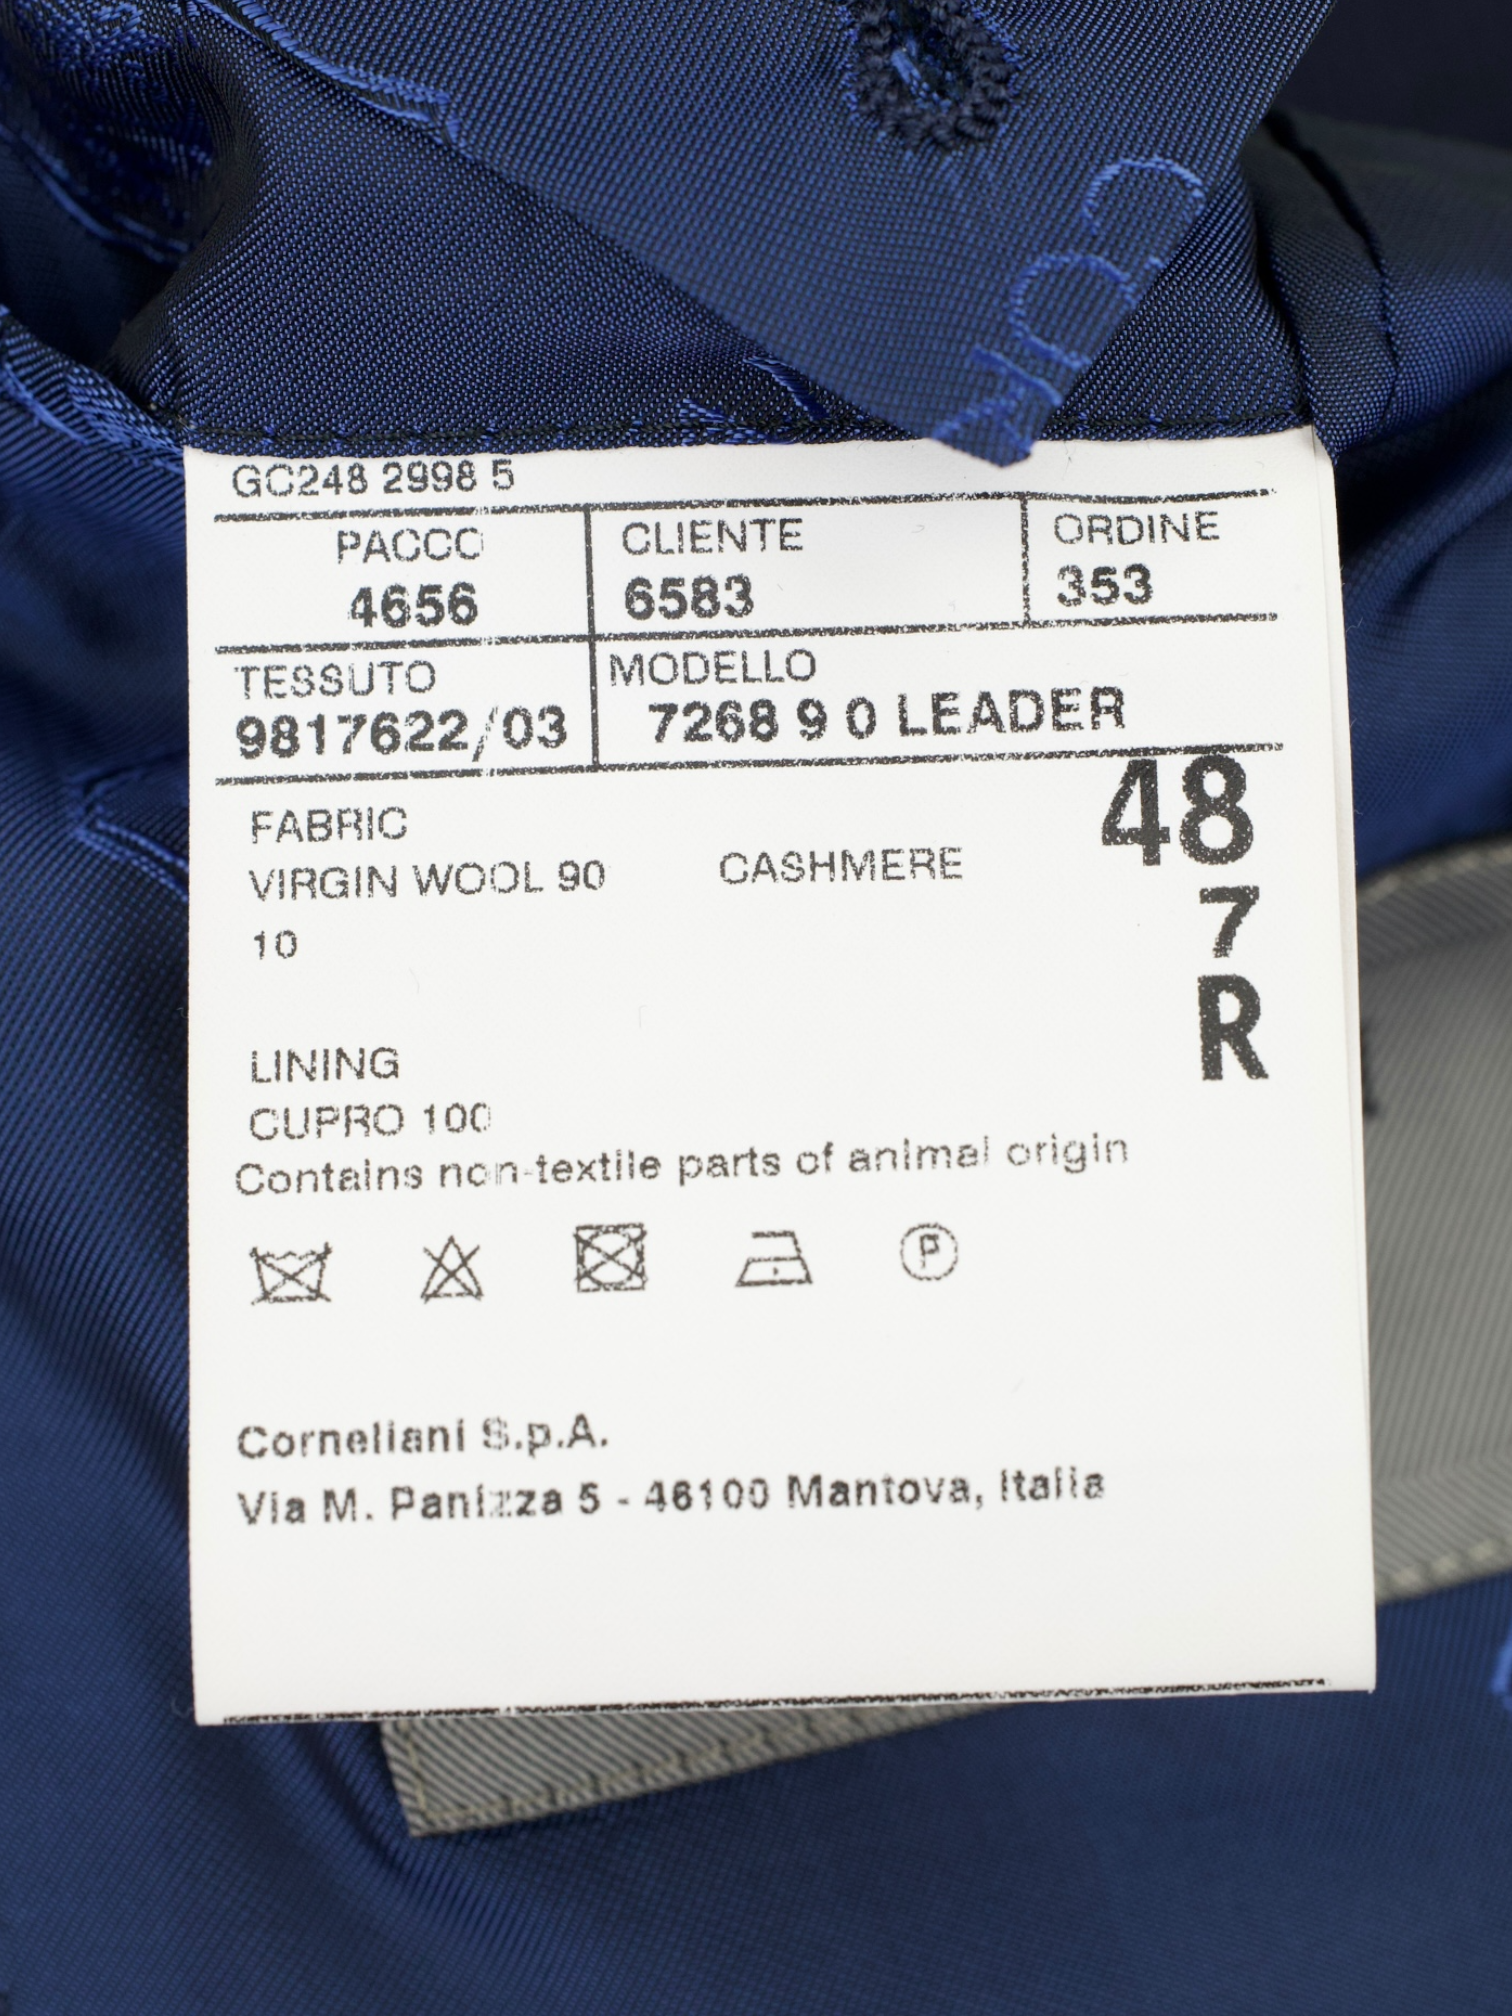 GC248 2998 5
PACCO CLIENTE ORDINE
4656 6583 353
TESSUTO MODELLO
9817622/03 7268 9 0 LEADER
48
FABRIC
VIRGIN WOOL 90 CASHMERE
7
10
R
LINING
CUPRO 100
Contains non-textile parts of animal origin
P
Corneliani S.p.A.
Via M. Panizza 5 - 46100 Mantova, Italia